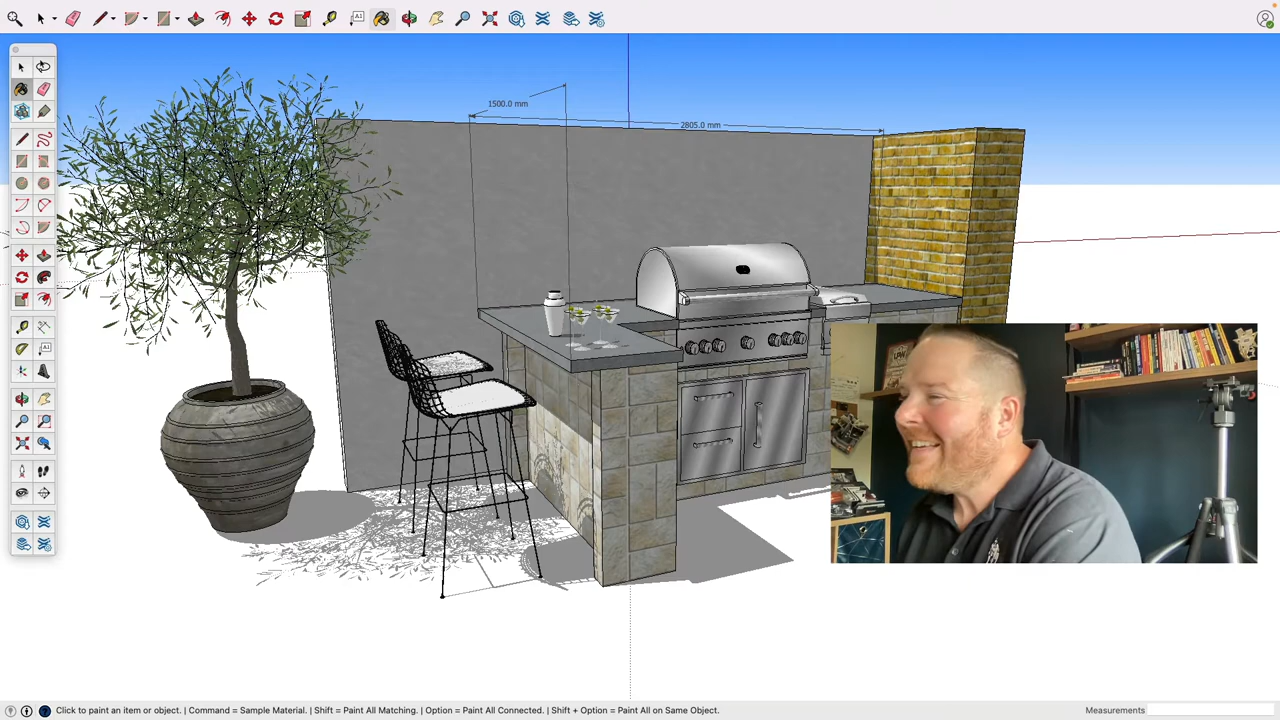 1500.0 mm
2805.0 mm
Click to paint an item or object. | Command = Sample Material. | Shift = Paint All Matching. | Option = Paint All Connected. | Shift + Option = Paint All on Same Object.
Measurements